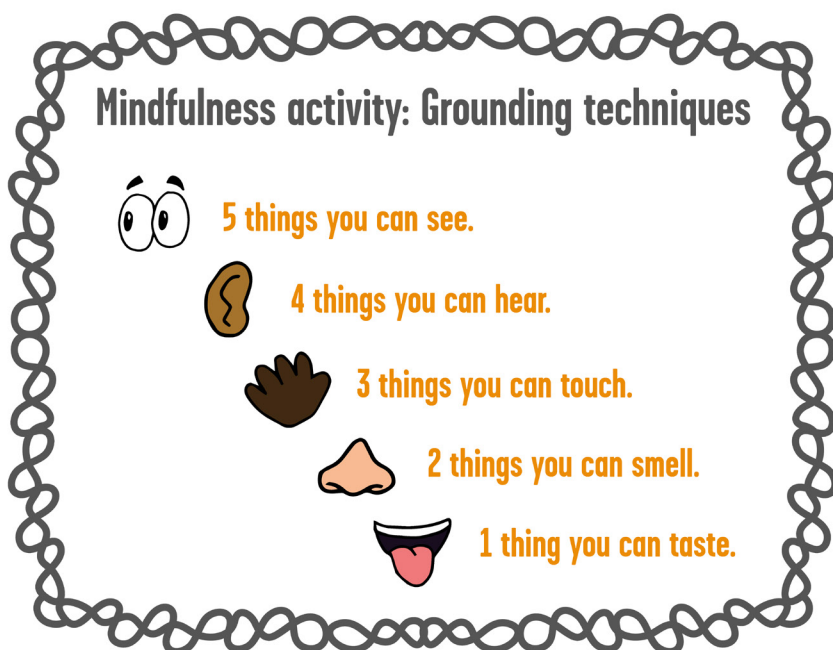 Mindfulness activity: Grounding techniques
5 things you can see.
4 things you can hear.
3 things you can touch.
2 things you can smell.
1 thing you can taste.